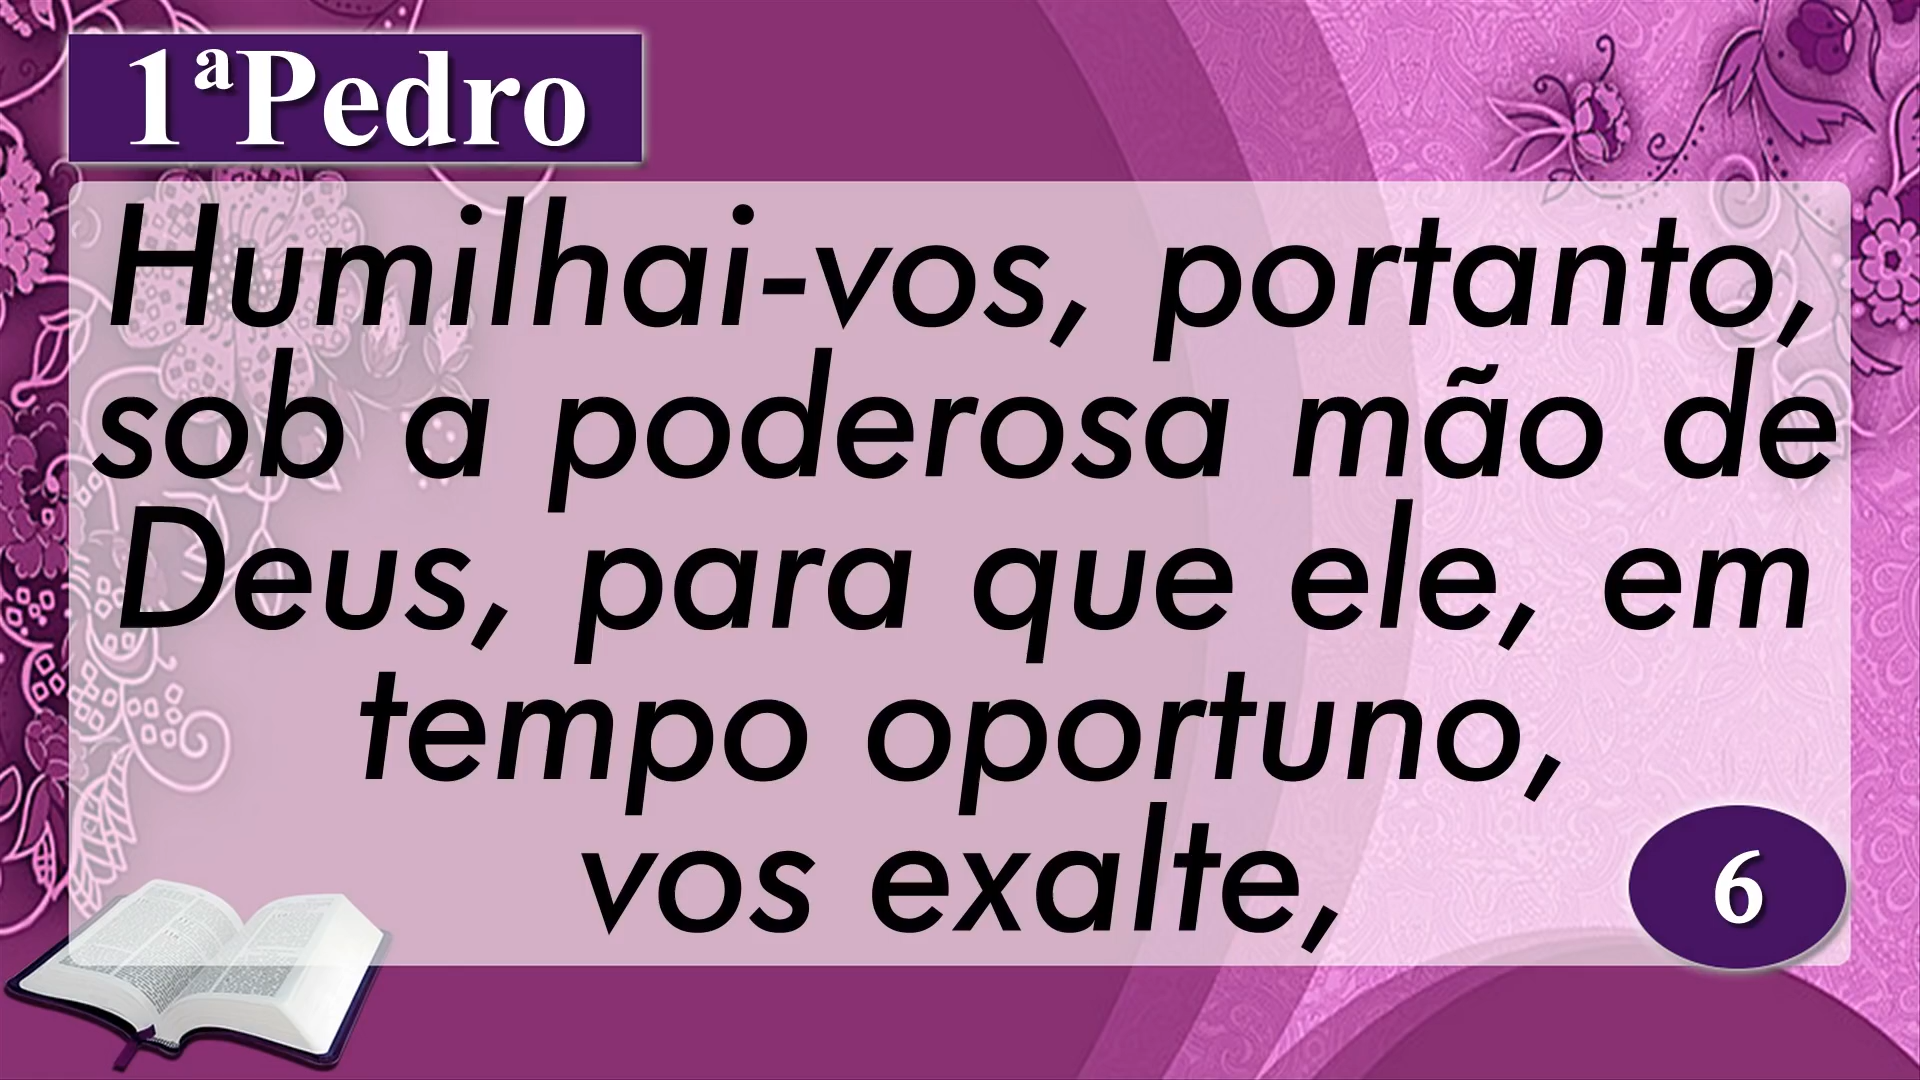 1ªPedro
Humilhai-vos, portanto,
sob a poderosa mão de
Deus, para que ele, em
tempo oportuno,
vos exalte,
6